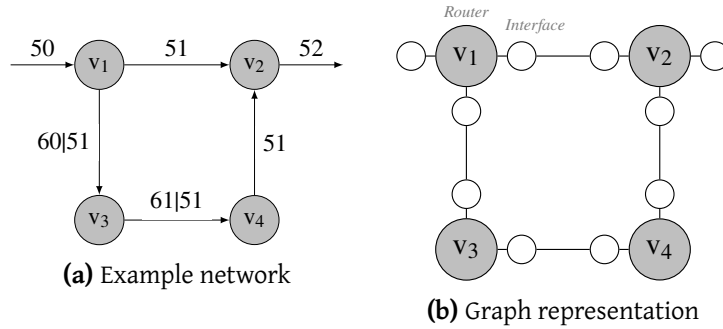 50
51
52
v1
v2
60|51
51
v3
61|51
v4
(a) Example network
Router
Interface
v1
v2
v3
v4
(b) Graph representation